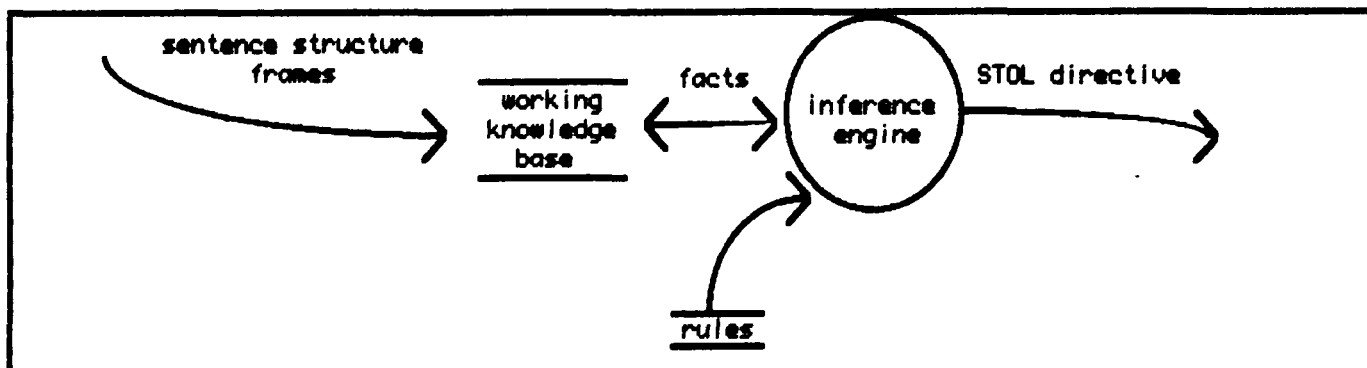 sentence structure
frames
facts
STOL directive
working
knowledge
base
inference
engine
rules